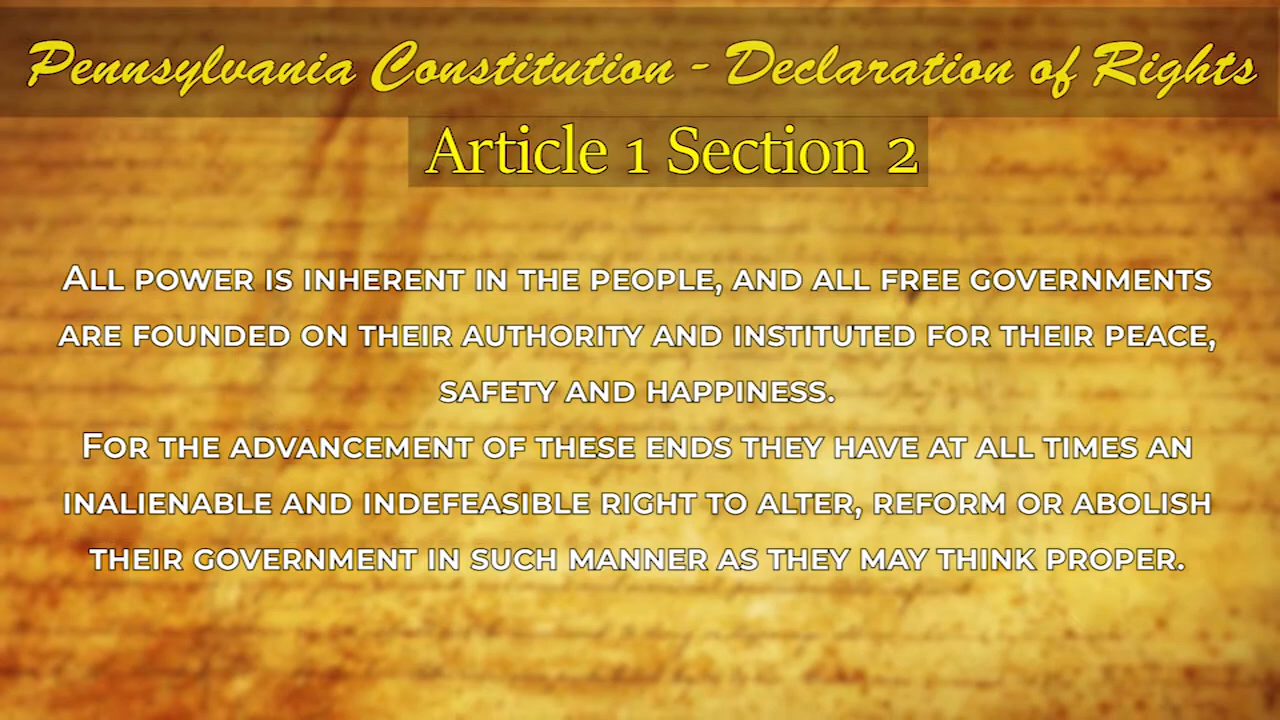 Pennsylvania Constitution - Declaration of Rights
Article 1 Section 2
All power is inherent in the people, and all free governments
are founded on their authority and instituted for their peace,
safety and happiness.
For the advancement of these ends they have at all times an
inalienable and indefeasible right to alter, reform or abolish
their government in such manner as they may think proper.